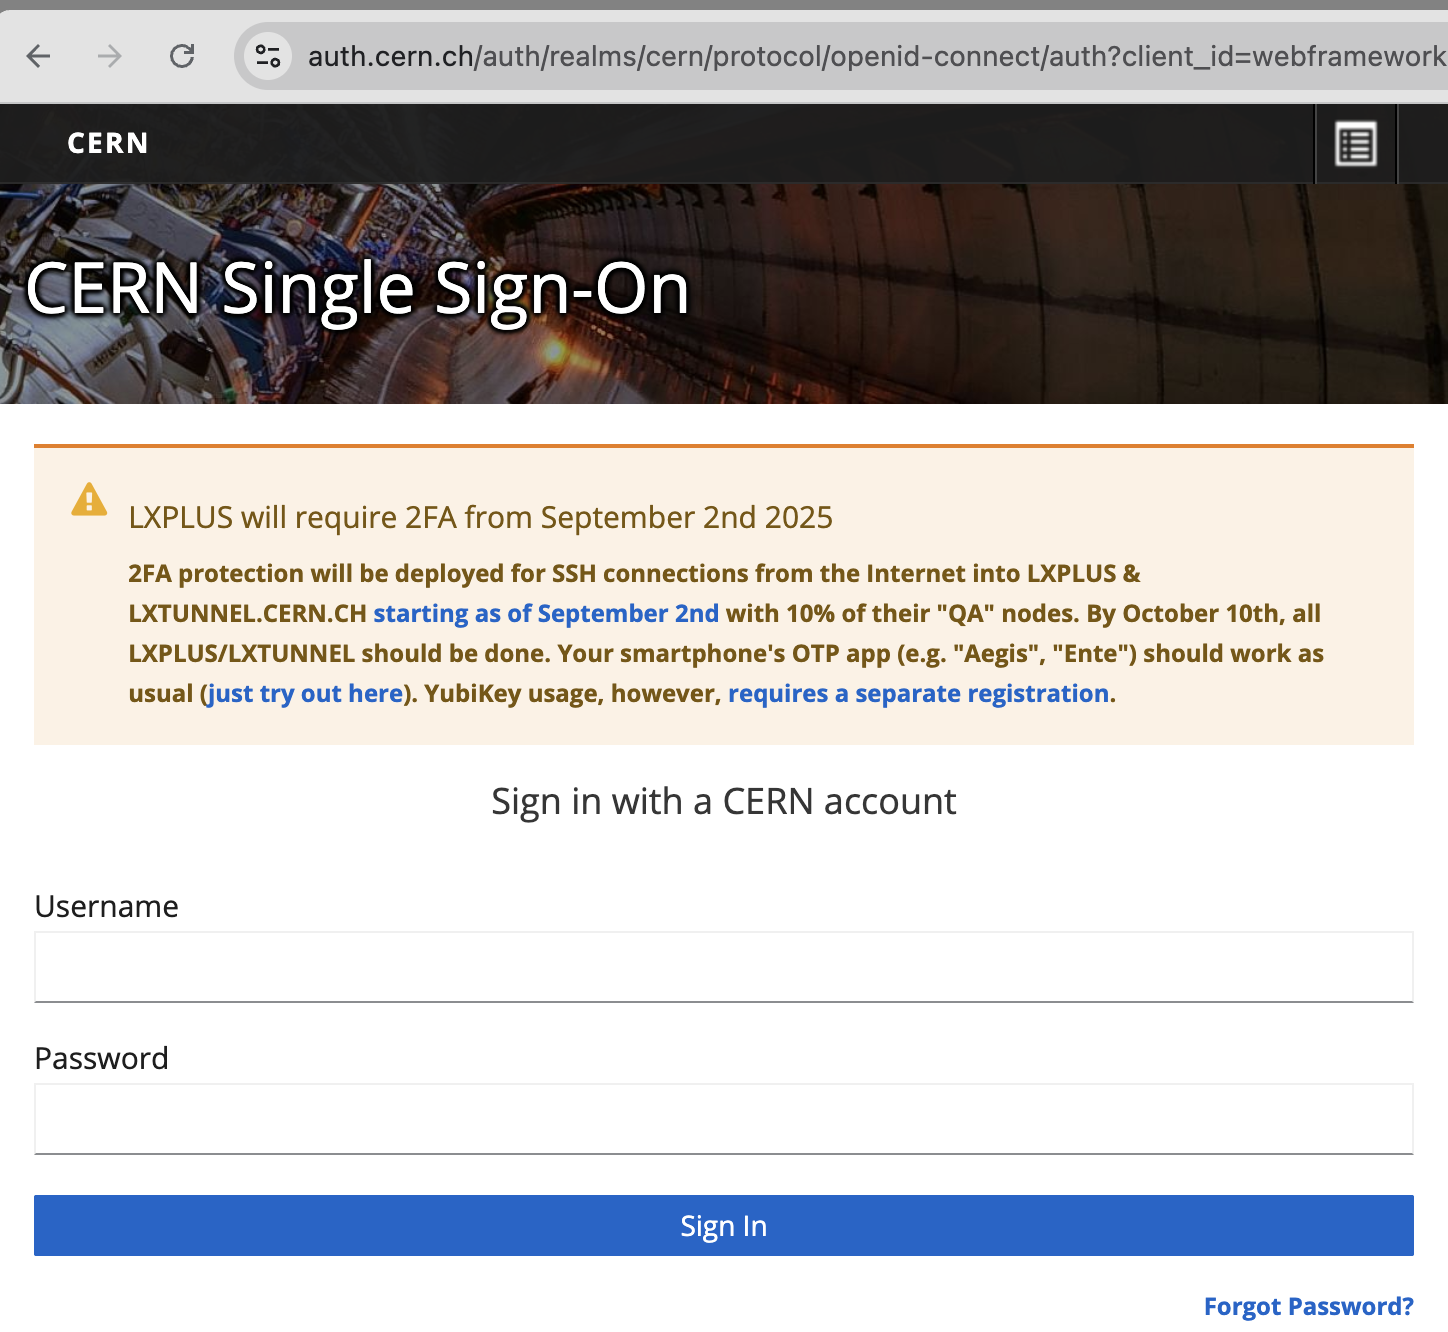 auth.cern.ch/auth/realms/cern/protocol/openid-connect/auth?client_id=webframework
CERN
CERN Single Sign-On
LXPLUS will require 2FA from September 2nd 2025
2FA protection will be deployed for SSH connections from the Internet into LXPLUS &
LXTUNNEL.CERN.CH starting as of September 2nd with 10% of their "QA" nodes. By October 10th, all
LXPLUS/LXTUNNEL should be done. Your smartphone's OTP app (e.g. "Aegis", "Ente") should work as
usual (just try out here). YubiKey usage, however, requires a separate registration.
Sign in with a CERN account
Username
Password
Sign In
Forgot Password?